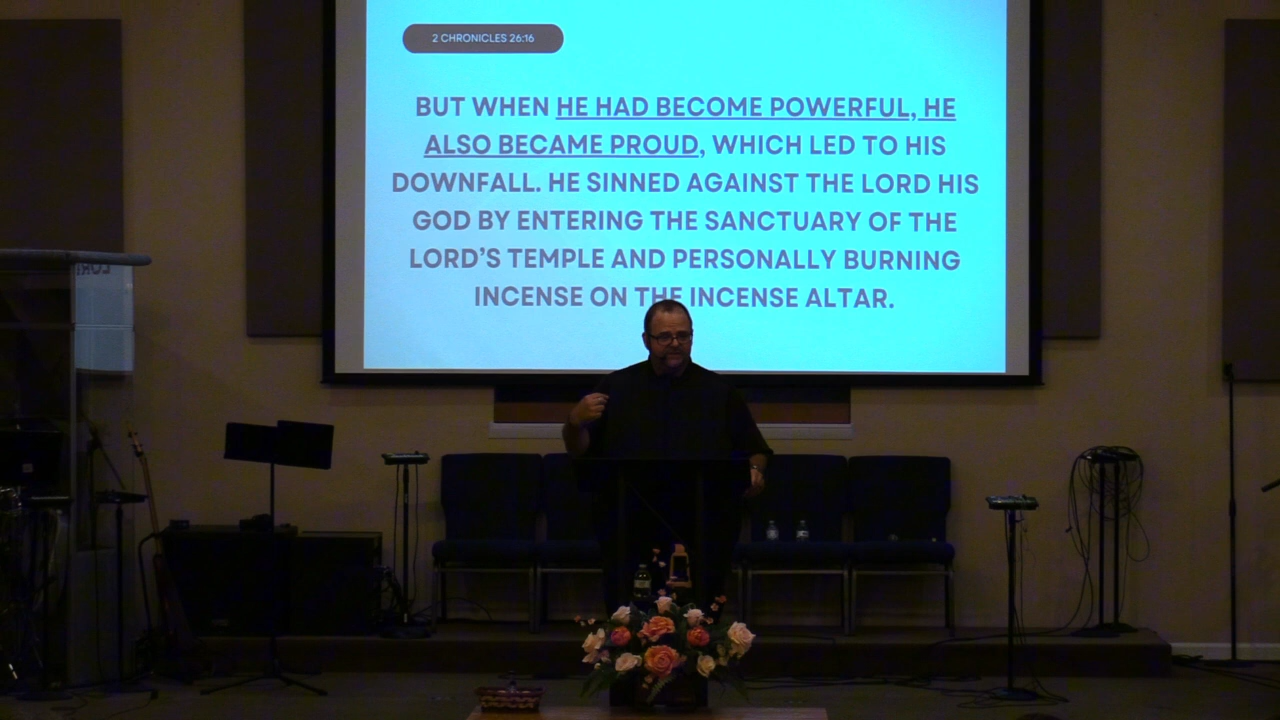 2 CHRONICLES 26:16
BUT WHEN HE HAD BECOME POWERFUL, HE
ALSO BECAME PROUD, WHICH LED TO HIS
DOWNFALL. HE SINNED AGAINST THE LORD HIS
GOD BY ENTERING THE SANCTUARY OF THE
LORD'S TEMPLE AND PERSONALLY BURNING
INCENSE ON THE INCENSE ALTAR.